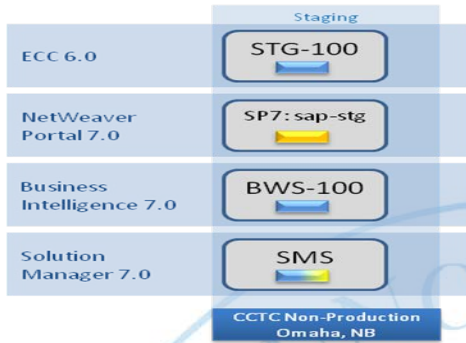 Staging
ECC 6.0
STG-100
NetWeaver
Portal 7.0
SP7: sap-stg
Business
Intelligence 7.0
BWS-100
Solution
Manager 7.0
SMS
CCTC Non-Production
Omaha, NB